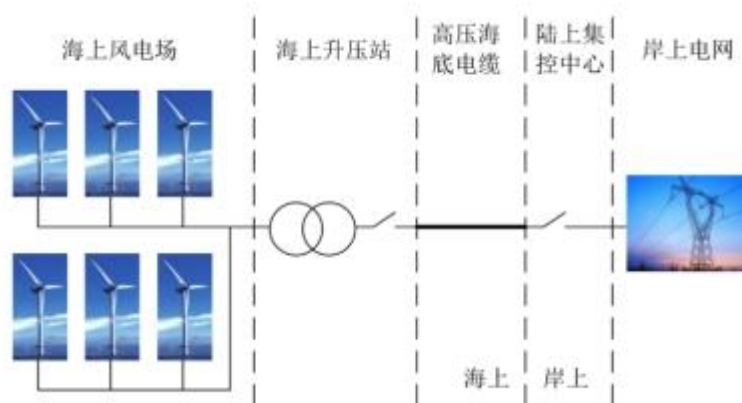 海上风电场
海上升压站
高压海
底电缆
陆上集
控中心
岸上电网
海上
岸上